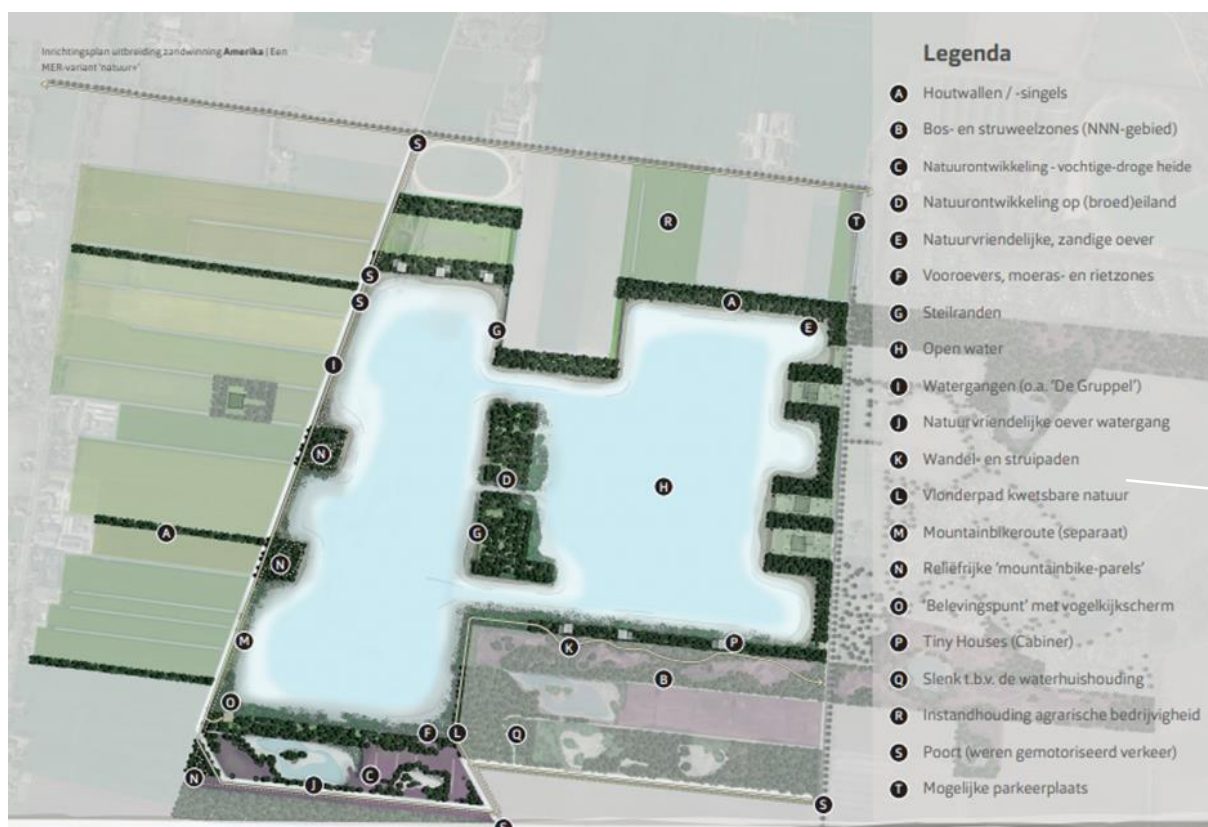 Inrichtingsplan uitbreiding zandwinning Amerika | Een
MER-variant 'natuur+'
Legenda
A Houtwallen / -singels
B Bos- en struweelzones (NNN-gebied)
C Natuurontwikkeling - vochtige-droge heide
D Natuurontwikkeling op (broed)eiland
E Natuurvriendelijke, zandige oever
F Vooroevers, moeras- en rietzones
G Steilranden
H Open water
I Watergangen (o.a. 'De Gruppel')
J Natuurvriendelijke oever watergang
K Wandel- en struipaden
L Vlonderpad kwetsbare natuur
M Mountainbikeroute (separaat)
N Reliëfrijke 'mountainbike-parels'
O 'Belevingspunt' met vogelkijkscherm
P Tiny Houses (Cabiner)
Q Slenk t.b.v. de waterhuishouding
R Instandhouding agrarische bedrijvigheid
S Poort (weren gemotoriseerd verkeer)
T Mogelijke parkeerplaats
S
R
T
S
S
A
E
G
I
N
D
H
A
G
N
M
K
P
B
O
F
L
Q
N
J
C
S
S